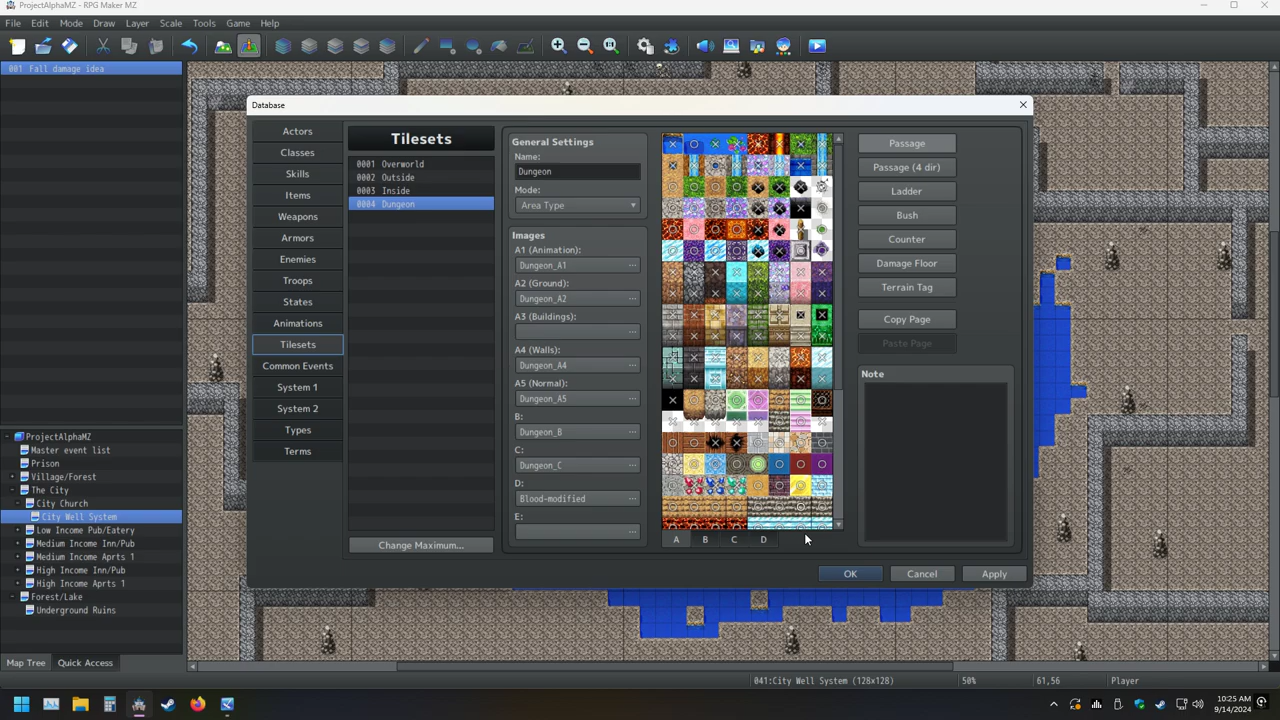 ProjectAlphaMZ - RPG Maker MZ
File Edit Mode Draw Layer Scale Tools Game Help
001 Fall damage idea
Database
Actors
Classes
Skills
Items
Weapons
Armors
Enemies
Troops
States
Animations
Tilesets
Common Events
System 1
System 2
Types
Terms
Tilesets
0001 Overworld
0002 Outside
0003 Inside
0004 Dungeon
Change Maximum...
General Settings
Name:
Dungeon
Mode:
Area Type
Images
A1 (Animation):
Dungeon_A1
A2 (Ground):
Dungeon_A2
A3 (Buildings):
A4 (Walls):
Dungeon_A4
A5 (Normal):
Dungeon_A5
B:
Dungeon_B
C:
Dungeon_C
D:
Blood-modified
E:
A B C D
Passage
Passage (4 dir)
Ladder
Bush
Counter
Damage Floor
Terrain Tag
Copy Page
Paste Page
Note
OK Cancel Apply
ProjectAlphaMZ
Master event list
Prison
Village/Forest
The City
City Church
City Well System
Low Income Pub/Eatery
Medium Income Inn/Pub
Medium Income Aprts 1
High Income Inn/Pub
High Income Aprts 1
Forest/Lake
Underground Ruins
Map Tree Quick Access
041:City Well System (128x128) 50% 61,56 Player
10:25 AM
9/14/2024